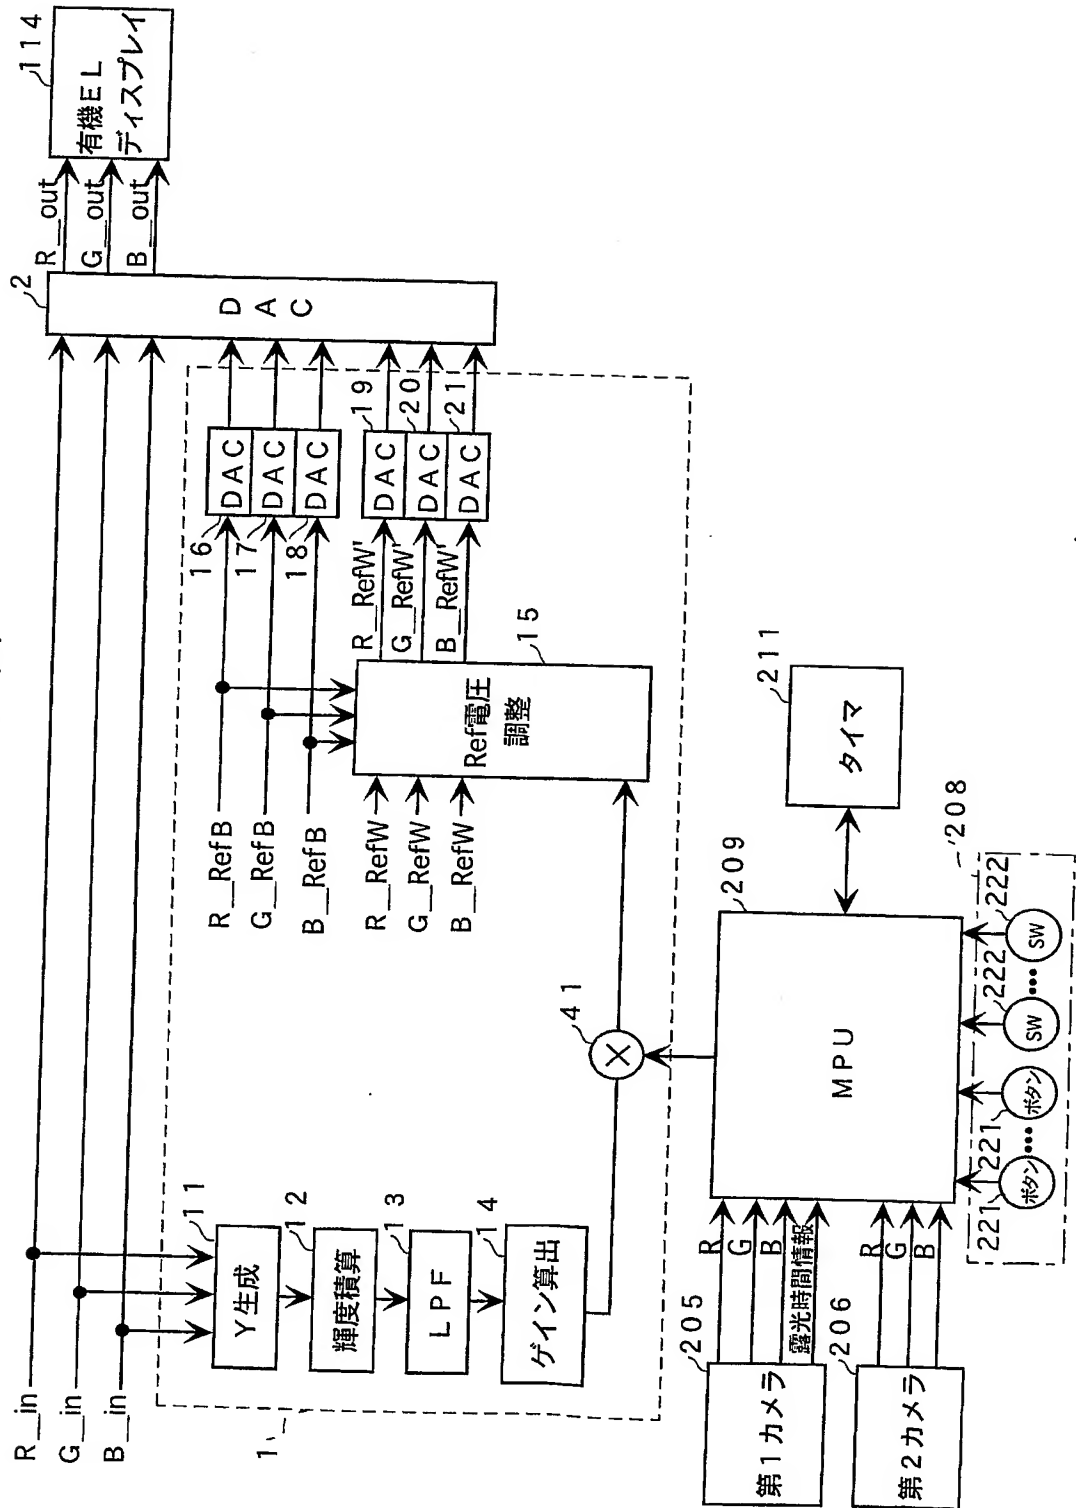 R_in
G_in
B_in
1
11
Y生成
12
輝度積算
13
LPF
14
ゲイン算出
41
×
R_RefB
G_RefB
B_RefB
R_RefW
G_RefW
B_RefW
15
Ref電圧
調整
R_RefW'
G_RefW'
B_RefW'
16
DAC
17
DAC
18
DAC
19
DAC
20
DAC
21
DAC
2
DAC
R_out
G_out
B_out
114
有機EL
ディスプレイ
205
第1カメラ
R
G
B
露光時間情報
206
第2カメラ
R
G
B
209
MPU
211
タイマ
208
221
ボタン
•••
221
ボタン
222
SW
•••
222
SW